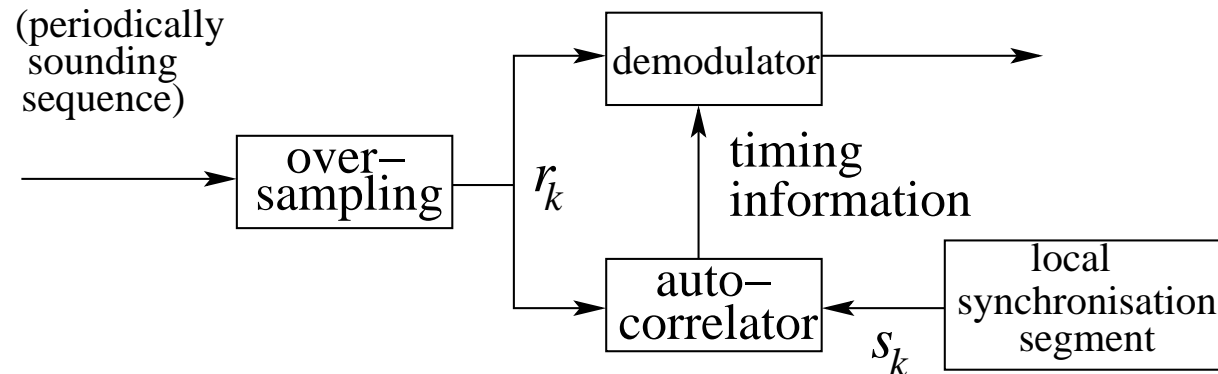 (periodically
sounding
sequence)
over–
sampling
r_k
demodulator
timing
information
auto–
correlator
s_k
local
synchronisation
segment